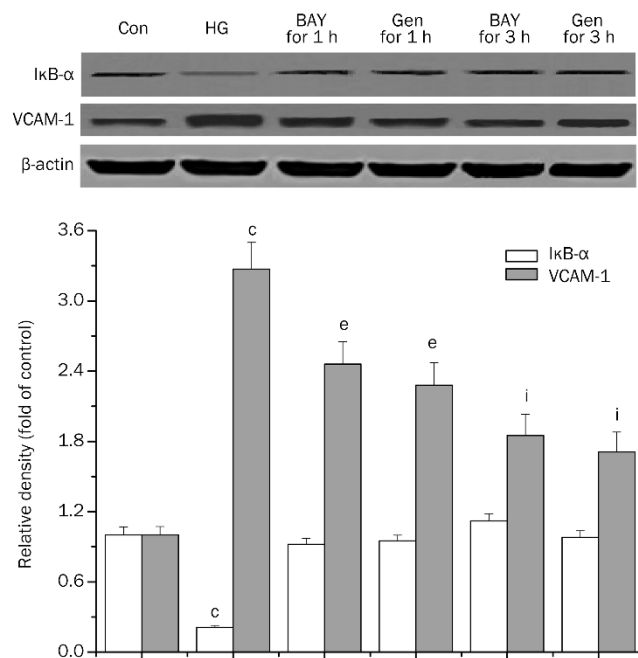 Con HG BAY for 1 h Gen for 1 h BAY for 3 h Gen for 3 h
IκB-α
VCAM-1
β-actin
3.6
3.0
2.4
1.8
1.2
0.6
0.0
Relative density (fold of control)
IκB-α
VCAM-1
c
c
e
e
i
i